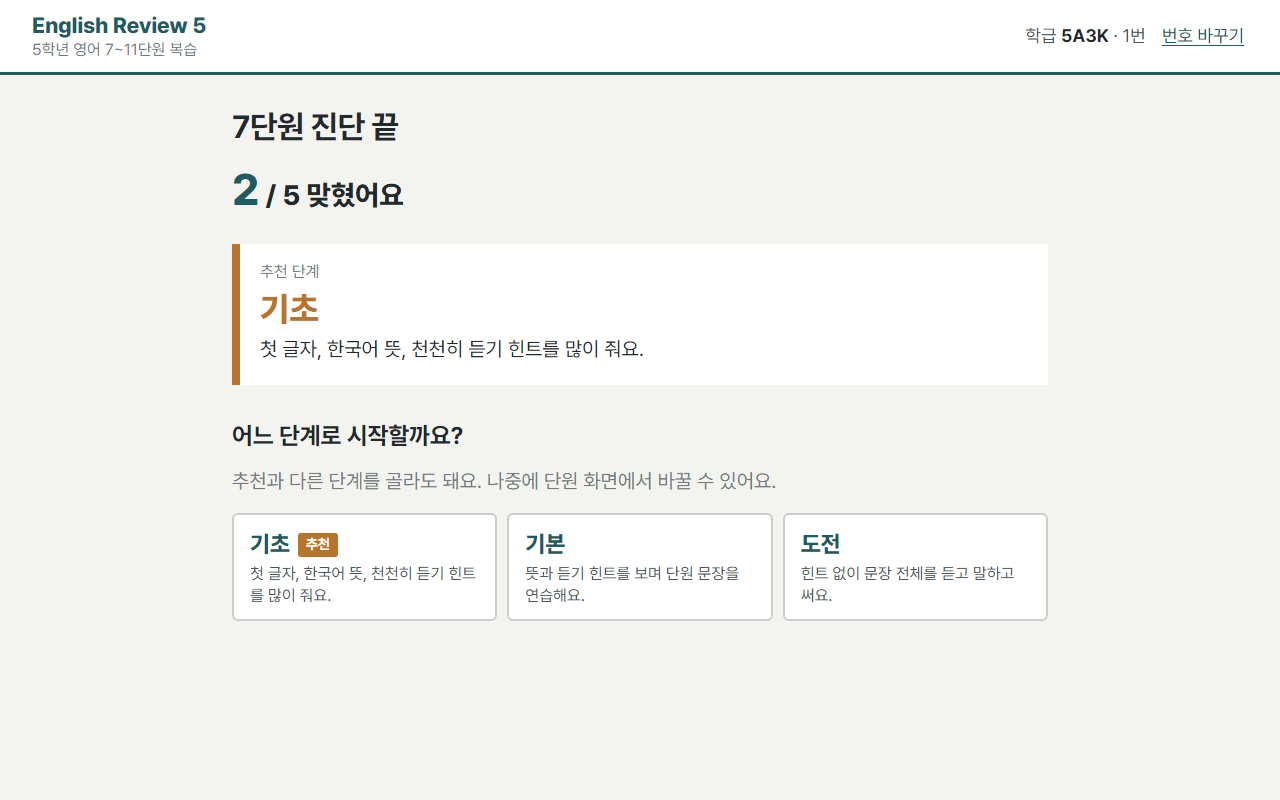 English Review 5
5학년 영어 7~11단원 복습
학급 5A3K · 1번 번호 바꾸기
7단원 진단 끝
2 / 5 맞혔어요
추천 단계
기초
첫 글자, 한국어 뜻, 천천히 듣기 힌트를 많이 줘요.
어느 단계로 시작할까요?
추천과 다른 단계를 골라도 돼요. 나중에 단원 화면에서 바꿀 수 있어요.
기초 추천
첫 글자, 한국어 뜻, 천천히 듣기 힌트
를 많이 줘요.
기본
뜻과 듣기 힌트를 보며 단원 문장을
연습해요.
도전
힌트 없이 문장 전체를 듣고 말하고
써요.